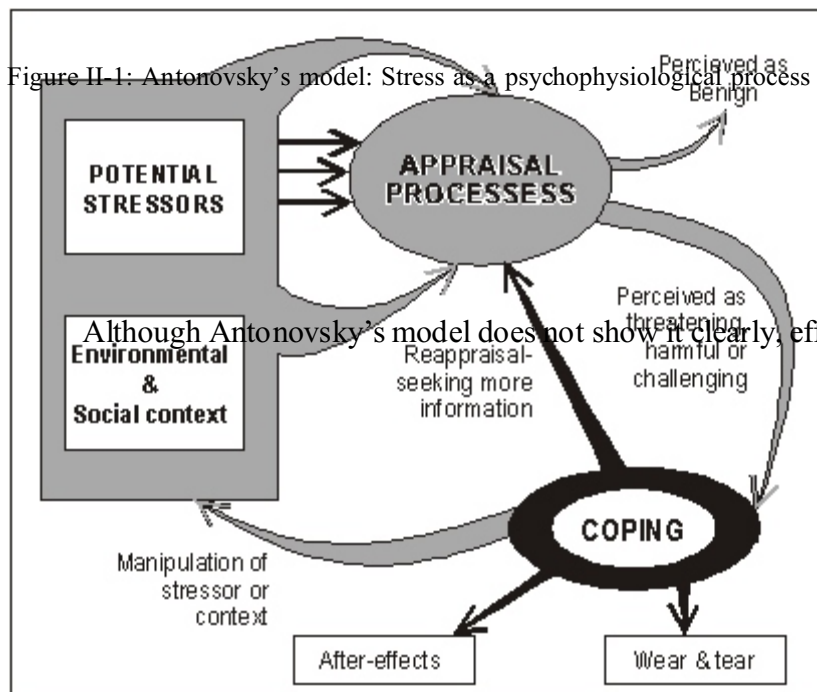 Figure II-1: Antonovsky's model: Stress as a psychophysiological process
Percieved as
Benign
POTENTIAL
STRESSORS
APPRAISAL
PROCESSESS
Environmental
&
Social context
Although Antonovsky's model does not show it clearly,
Reappraisal-
seeking more
information
Perceived as
threatening,
harmful or
challenging
COPING
Manipulation of
stressor or
context
After-effects
Wear & tear